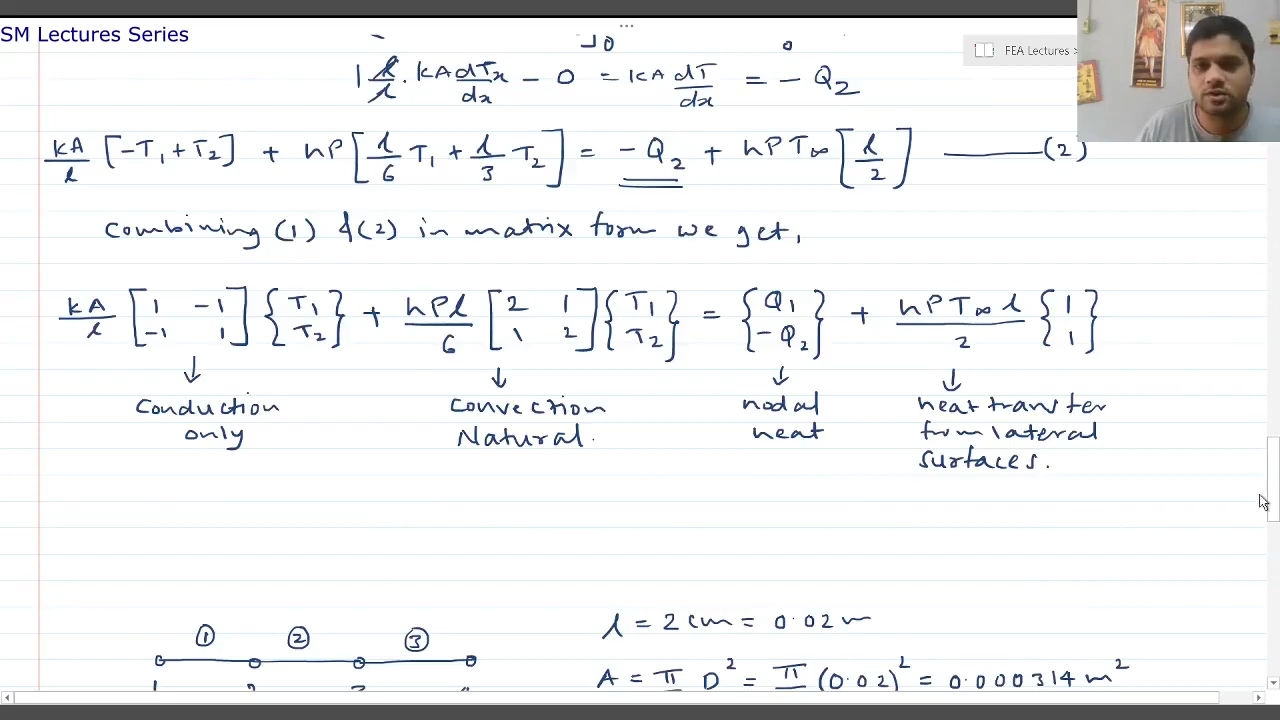 SM Lectures Series
FEA Lectures >
1 l/l . kA dTx/dx - 0 = kA dT/dx = - Q2
kA/l [-T1 + T2] + hP [l/6 T1 + l/3 T2] = - Q2 + hPT∞ [l/2] ——— (2)
Combining (1) & (2) in matrix form we get,
kA/l [1 -1; -1 1] {T1; T2} + hPl/6 [2 1; 1 2] {T1; T2} = {Q1; -Q2} + hPT∞ l/2 {1; 1}
Conduction only
Convection Natural.
nodal heat
heat transfer from lateral surfaces.
① ② ③
l = 2 cm = 0.02 m
A = π D² = π (0.02)² = 0.000314 m²